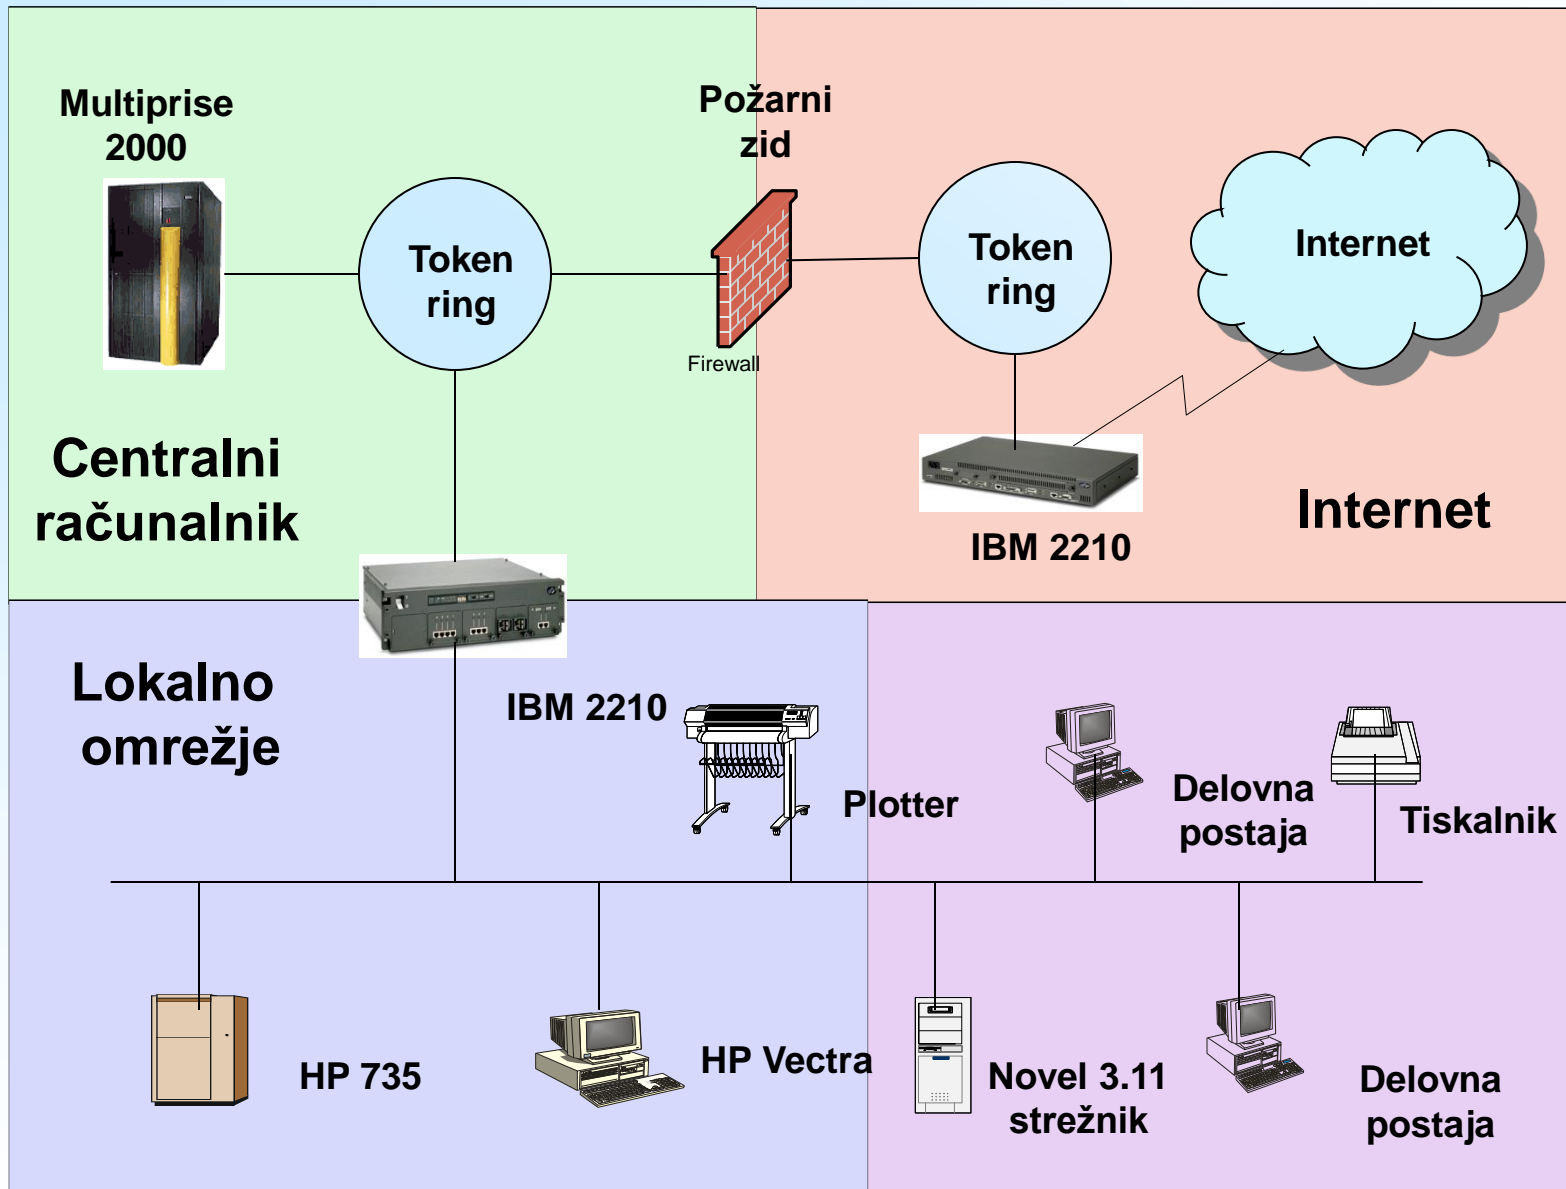 Multiprise
2000
Požarni
zid
Token
ring
Token
ring
Internet
Firewall
Centralni
računalnik
Internet
IBM 2210
Lokalno
omrežje
IBM 2210
Plotter
Delovna
postaja
Tiskalnik
HP 735
HP Vectra
Novel 3.11
strežnik
Delovna
postaja